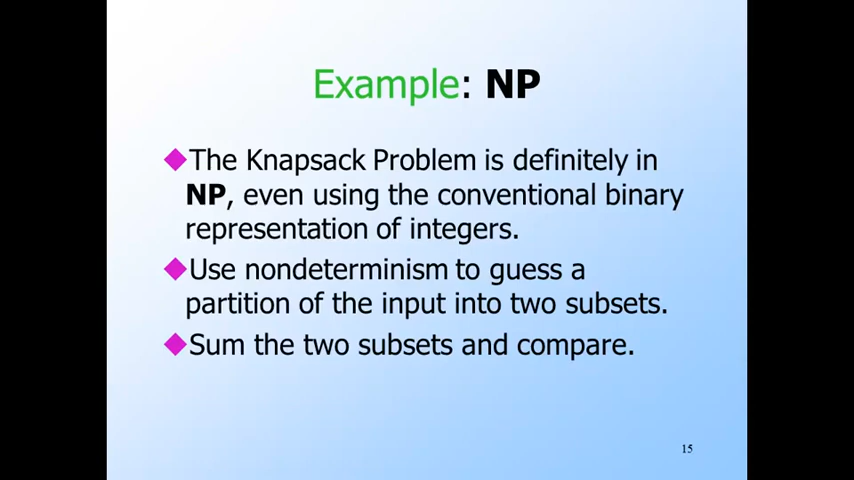 Example: NP
◆The Knapsack Problem is definitely in
NP, even using the conventional binary
representation of integers.
◆Use nondeterminism to guess a
partition of the input into two subsets.
◆Sum the two subsets and compare.
15